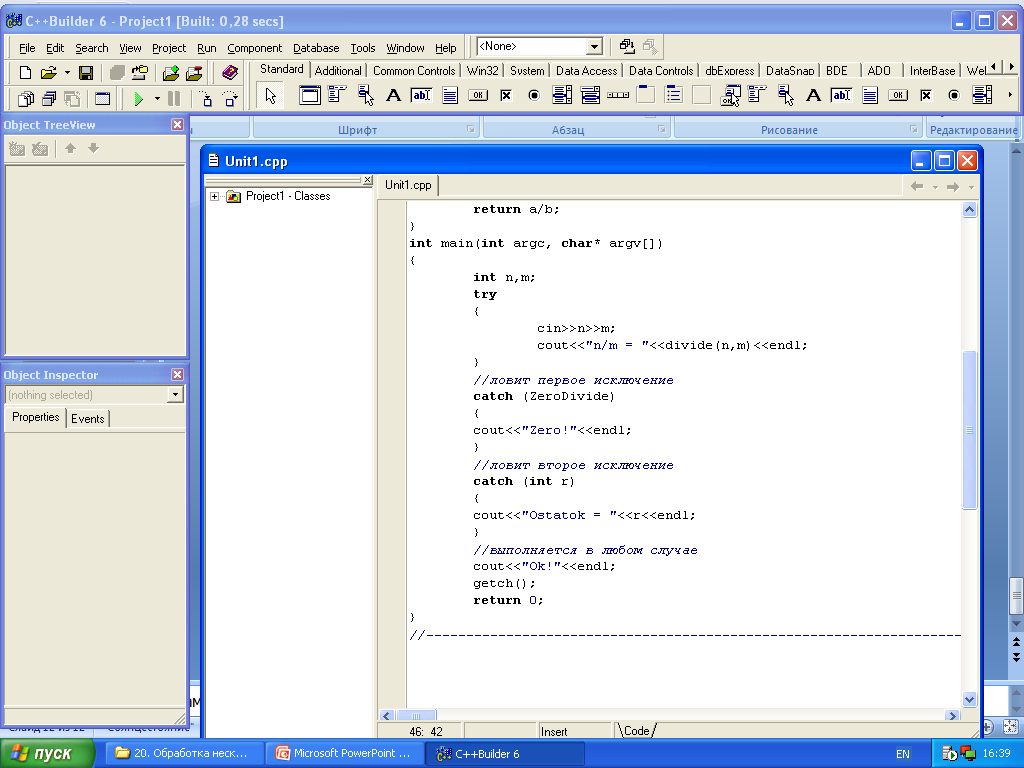 C++Builder 6 - Project1 [Built: 0,28 secs]
File Edit Search View Project Run Component Database Tools Window Help <None>
Standard Additional Common Controls Win32 System Data Access Data Controls dbExpress DataSnap BDE ADO InterBase
Object TreeView
Шрифт Абзац Рисование Редактирование
Unit1.cpp
Project1 - Classes
Unit1.cpp
return a/b;
}
int main(int argc, char* argv[])
{
int n,m;
try
{
cin>>n>>m;
cout<<"n/m = "<<divide(n,m)<<endl;
}
//ловит первое исключение
catch (ZeroDivide)
{
cout<<"Zero!"<<endl;
}
//ловит второе исключение
catch (int r)
{
cout<<"Ostatok = "<<r<<endl;
}
//выполняется в любом случае
cout<<"Ok!"<<endl;
getch();
return 0;
}
//--------------------------------------------------------------------
Object Inspector
(nothing selected)
Properties Events
46: 42 Insert \Code/
пуск 20. Обработка неск... Microsoft PowerPoint ... C++Builder 6 EN 16:39